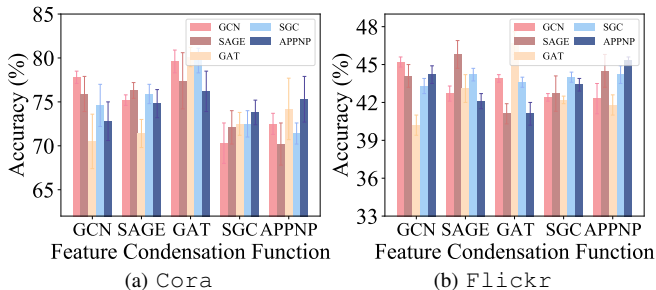 GCN SGC
SAGE APPNP
GAT
85
80
75
70
65
Accuracy (%)
GCN SAGE GAT SGC APPNP
Feature Condensation Function
(a) Cora
GCN SGC
SAGE APPNP
GAT
48
45
42
39
36
33
Accuracy (%)
GCN SAGE GAT SGC APPNP
Feature Condensation Function
(b) Flickr